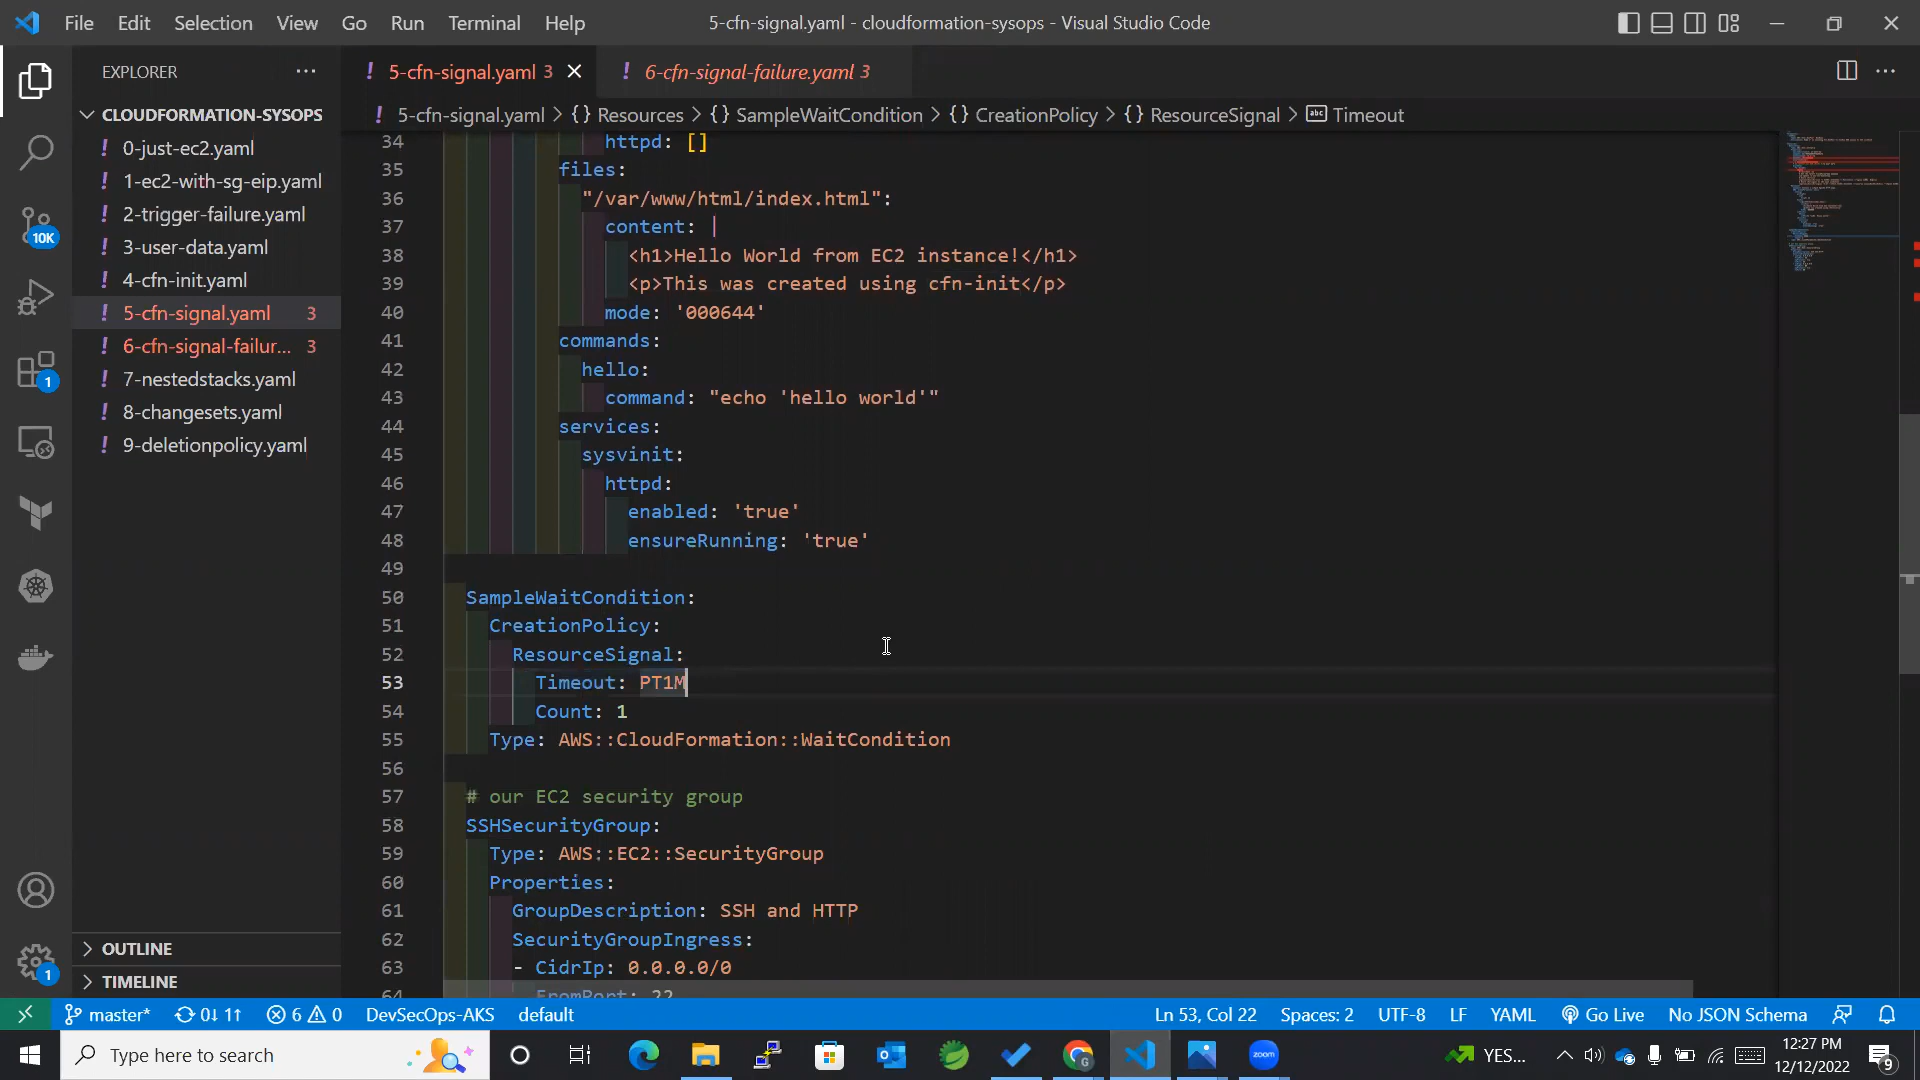 File Edit Selection View Go Run Terminal Help
5-cfn-signal.yaml - cloudformation-sysops - Visual Studio Code
EXPLORER
CLOUDFORMATION-SYSOPS
! 0-just-ec2.yaml
! 1-ec2-with-sg-eip.yaml
! 2-trigger-failure.yaml
! 3-user-data.yaml
! 4-cfn-init.yaml
! 5-cfn-signal.yaml 3
! 6-cfn-signal-failur... 3
! 7-nestedstacks.yaml
! 8-changesets.yaml
! 9-deletionpolicy.yaml
OUTLINE
TIMELINE
10K
1
1
! 5-cfn-signal.yaml 3
! 6-cfn-signal-failure.yaml 3
! 5-cfn-signal.yaml > {} Resources > {} SampleWaitCondition > {} CreationPolicy > {} ResourceSignal > abc Timeout
34 httpd: []
35 files:
36 "/var/www/html/index.html":
37 content: |
38 <h1>Hello World from EC2 instance!</h1>
39 <p>This was created using cfn-init</p>
40 mode: '000644'
41 commands:
42 hello:
43 command: "echo 'hello world'"
44 services:
45 sysvinit:
46 httpd:
47 enabled: 'true'
48 ensureRunning: 'true'
49
50 SampleWaitCondition:
51 CreationPolicy:
52 ResourceSignal:
53 Timeout: PT1M
54 Count: 1
55 Type: AWS::CloudFormation::WaitCondition
56
57 # our EC2 security group
58 SSHSecurityGroup:
59 Type: AWS::EC2::SecurityGroup
60 Properties:
61 GroupDescription: SSH and HTTP
62 SecurityGroupIngress:
63 - CidrIp: 0.0.0.0/0
64 FromPort: 22
master* 0↓ 1↑ 6 0 DevSecOps-AKS default
Ln 53, Col 22 Spaces: 2 UTF-8 LF YAML Go Live No JSON Schema
Type here to search
zoom
YES...
12:27 PM
12/12/2022
9